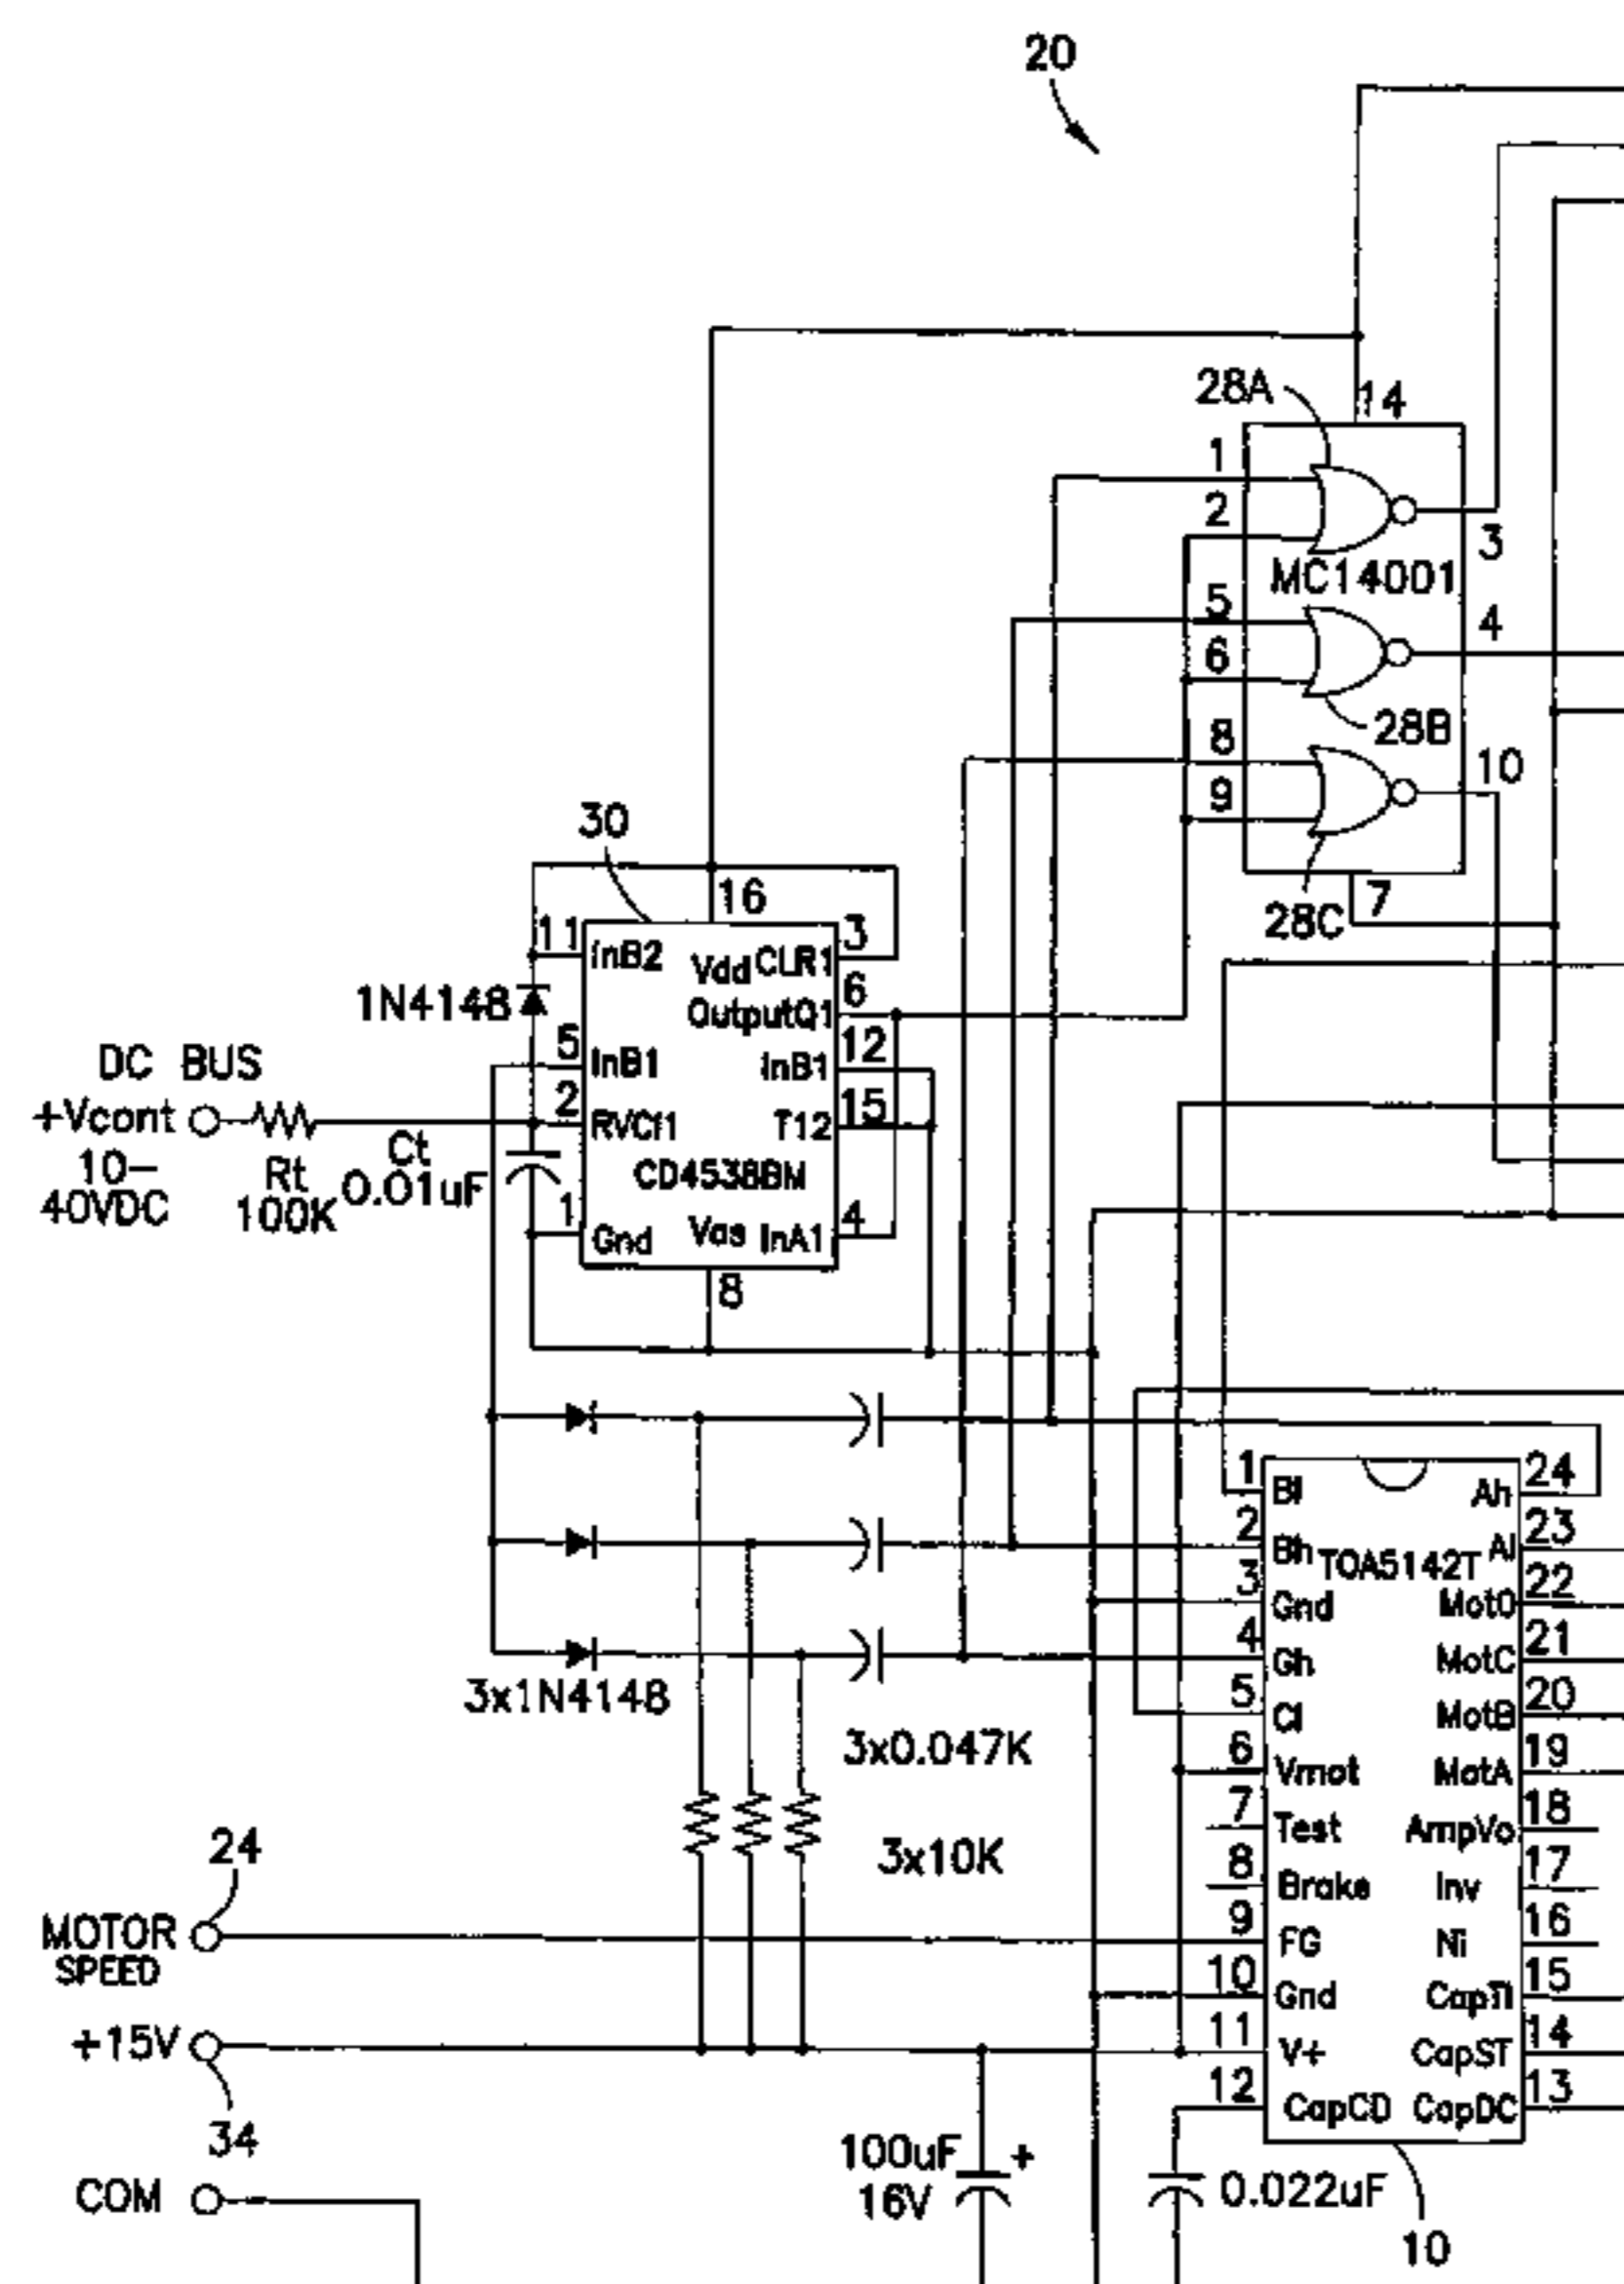 20
28A
14
1
2
3
MC14001
5
4
6
28B
8
10
9
30
7
28C
16
11
InB2
Vdd
CLR1
3
1N4148
OutputQ1
6
DC BUS
5
InB1
InB1
12
+Vcont
2
RVCf1
T12
15
10-
40VDC
Rt
100K
Ct
0.01uF
CD4538BM
1
Gnd
Vas
InA1
4
8
1
Bl
Ah
24
2
Bh
TOA5142T
Al
23
3
Gnd
Mot0
22
4
Gh
MotC
21
3x1N4148
5
Cl
MotB
20
3x0.047K
6
Vmot
MotA
19
7
Test
AmpVo
18
3x10K
8
Brake
Inv
17
24
MOTOR
SPEED
9
FG
Ni
16
10
Gnd
CapTI
15
+15V
11
V+
CapST
14
34
12
CapCD
CapDC
13
100uF
16V
+
0.022uF
COM
10